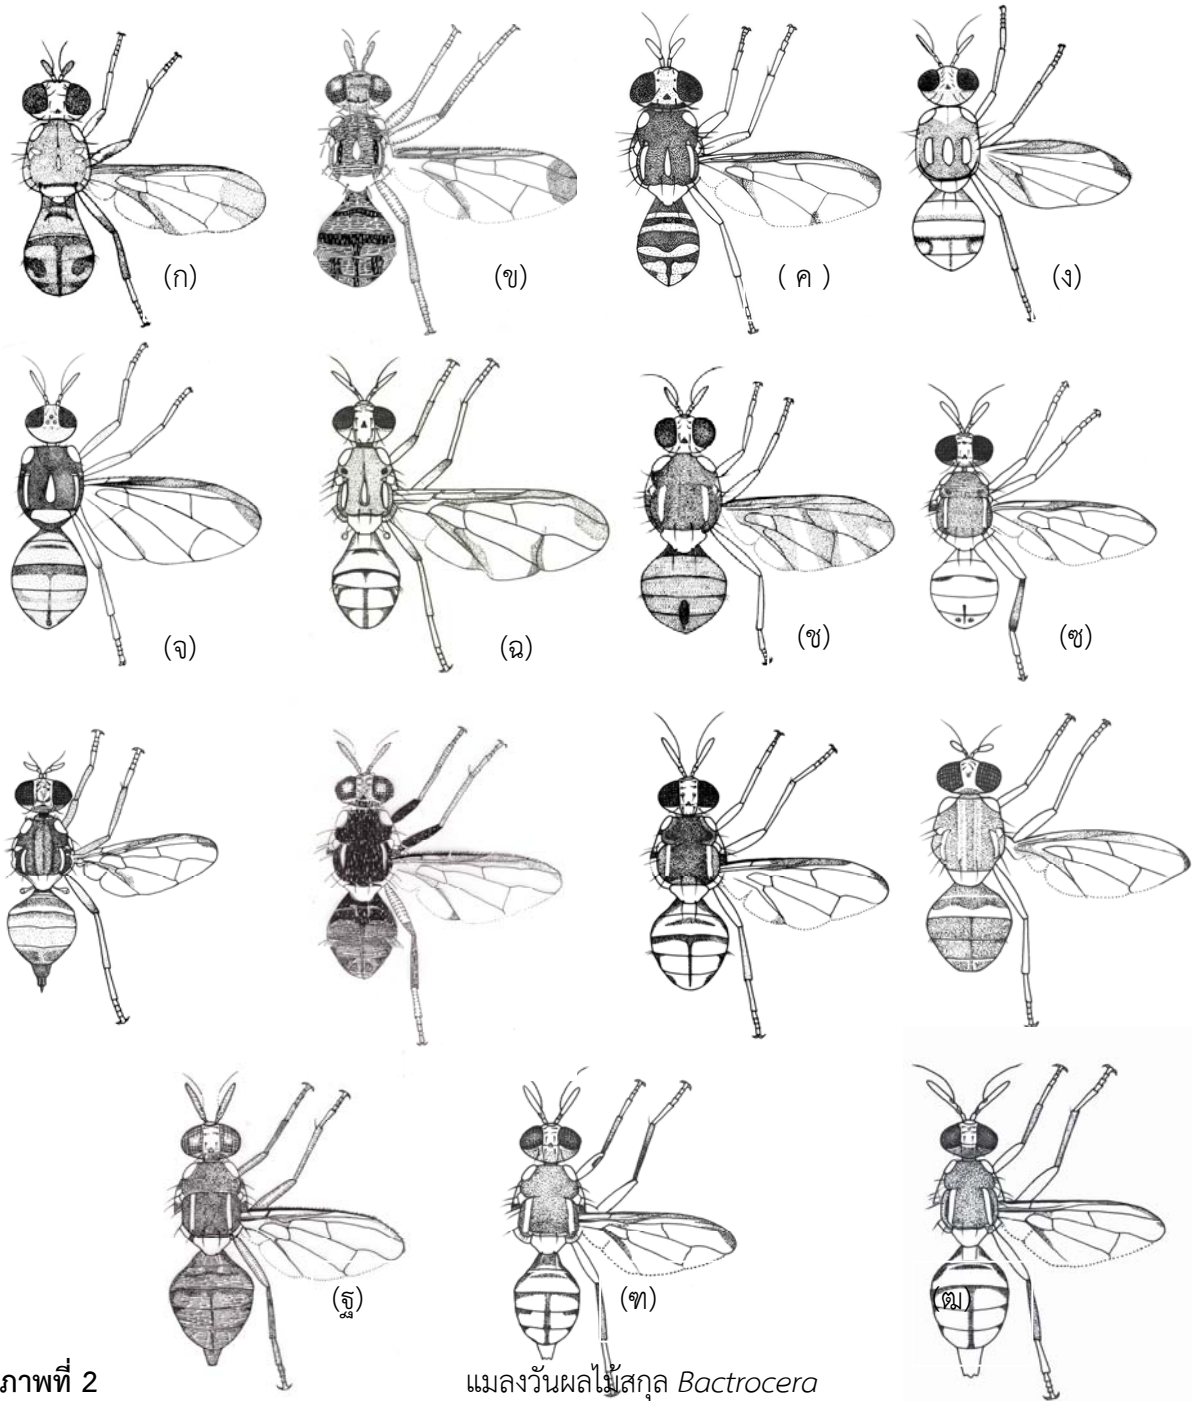 (ก) (ข) ( ค ) (ง)
(จ) (ฉ) (ช) (ซ)
(ฐ) (ฑ) (ฒ)
ภาพที่ 2 แมลงวันผลไม้สกุล Bactrocera